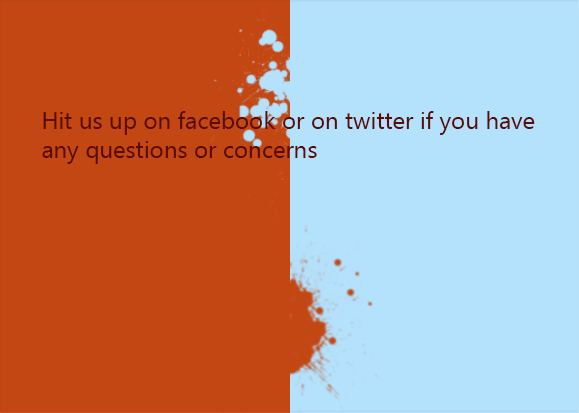 Hit us up on facebook or on twitter if you have
any questions or concerns